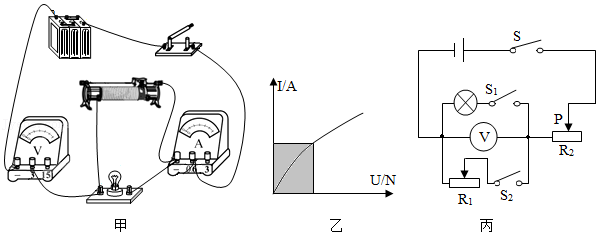 V
− 3 15
A
− 0.6 3
甲
I/A
U/N
乙
S
S₁
V
P
R₂
R₁
S₂
丙